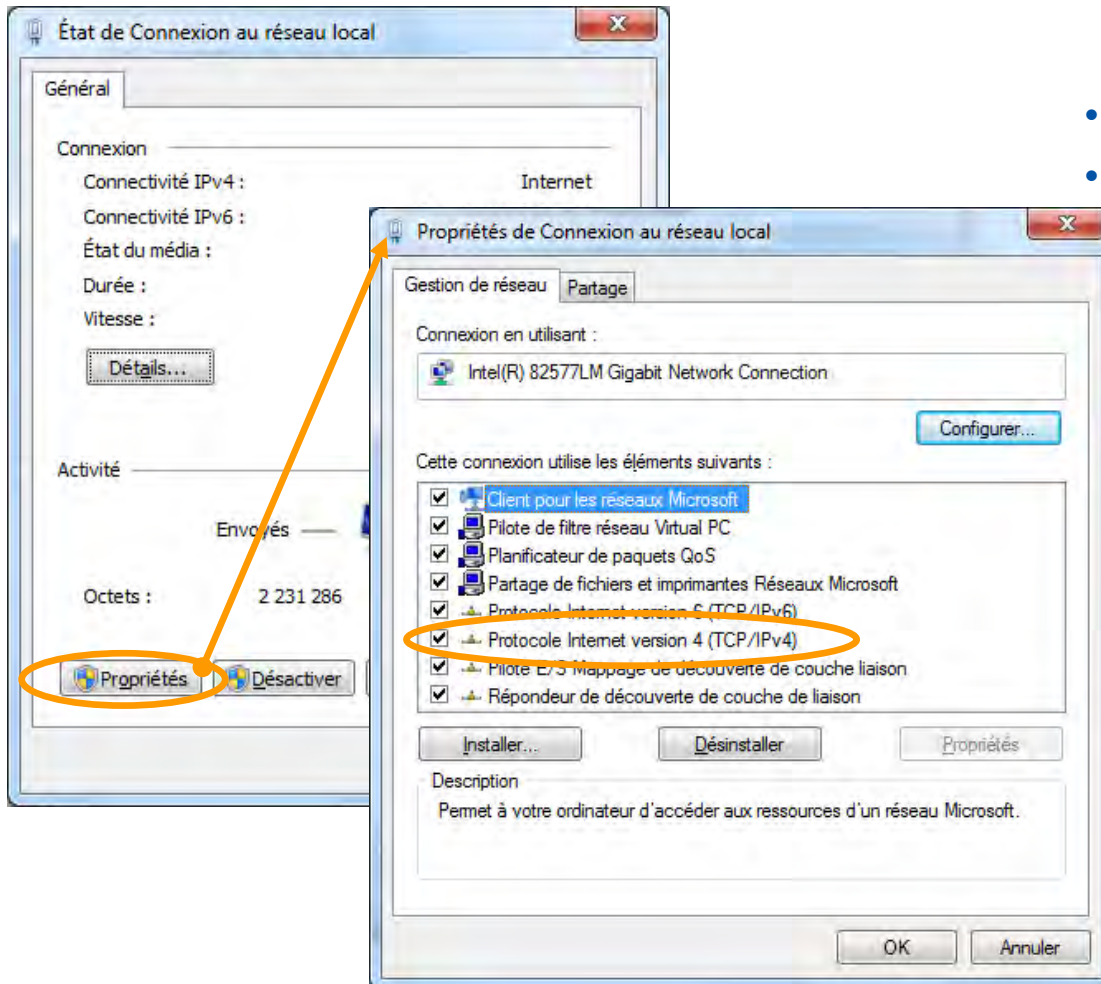 État de Connexion au réseau local
Général
Connexion
Connectivité IPv4 : Internet
Connectivité IPv6 :
État du média :
Durée :
Vitesse :
Détails...
Activité
Envoyés
Octets : 2 231 286
Propriétés Désactiver
Propriétés de Connexion au réseau local
Gestion de réseau Partage
Connexion en utilisant :
Intel(R) 82577LM Gigabit Network Connection
Configurer...
Cette connexion utilise les éléments suivants :
Client pour les réseaux Microsoft
Pilote de filtre réseau Virtual PC
Planificateur de paquets QoS
Partage de fichiers et imprimantes Réseaux Microsoft
Protocole Internet version 6 (TCP/IPv6)
Protocole Internet version 4 (TCP/IPv4)
Pilote E/S Mappage de découverte de couche liaison
Répondeur de découverte de couche de liaison
Installer... Désinstaller Propriétés
Description
Permet à votre ordinateur d'accéder aux ressources d'un réseau Microsoft.
OK Annuler